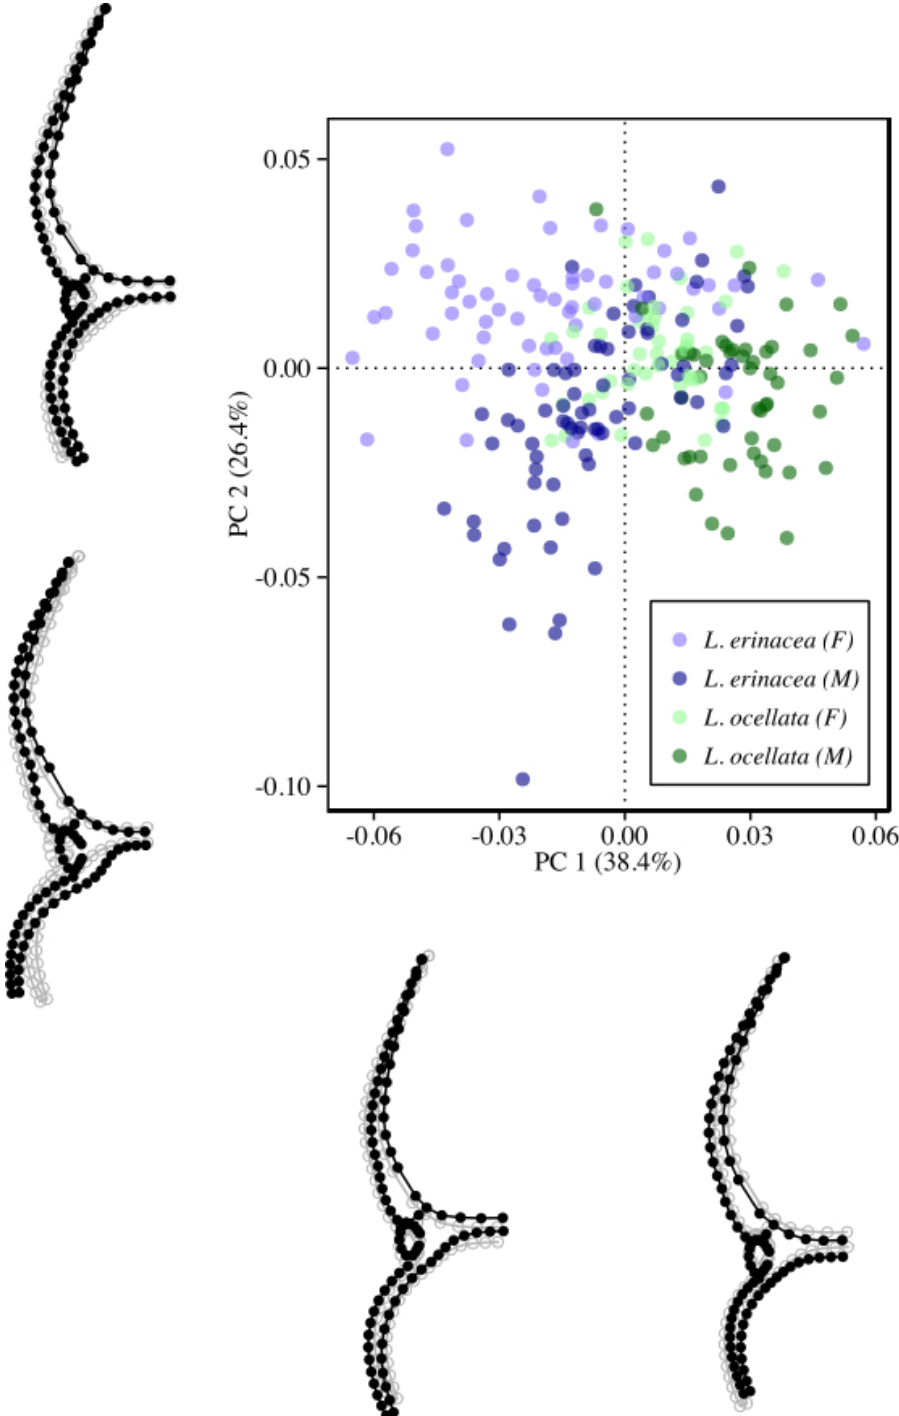 0.05
0.00
-0.05
-0.10
PC 2 (26.4%)
L. erinacea (F)
L. erinacea (M)
L. ocellata (F)
L. ocellata (M)
-0.06 -0.03 0.00 0.03 0.06
PC 1 (38.4%)